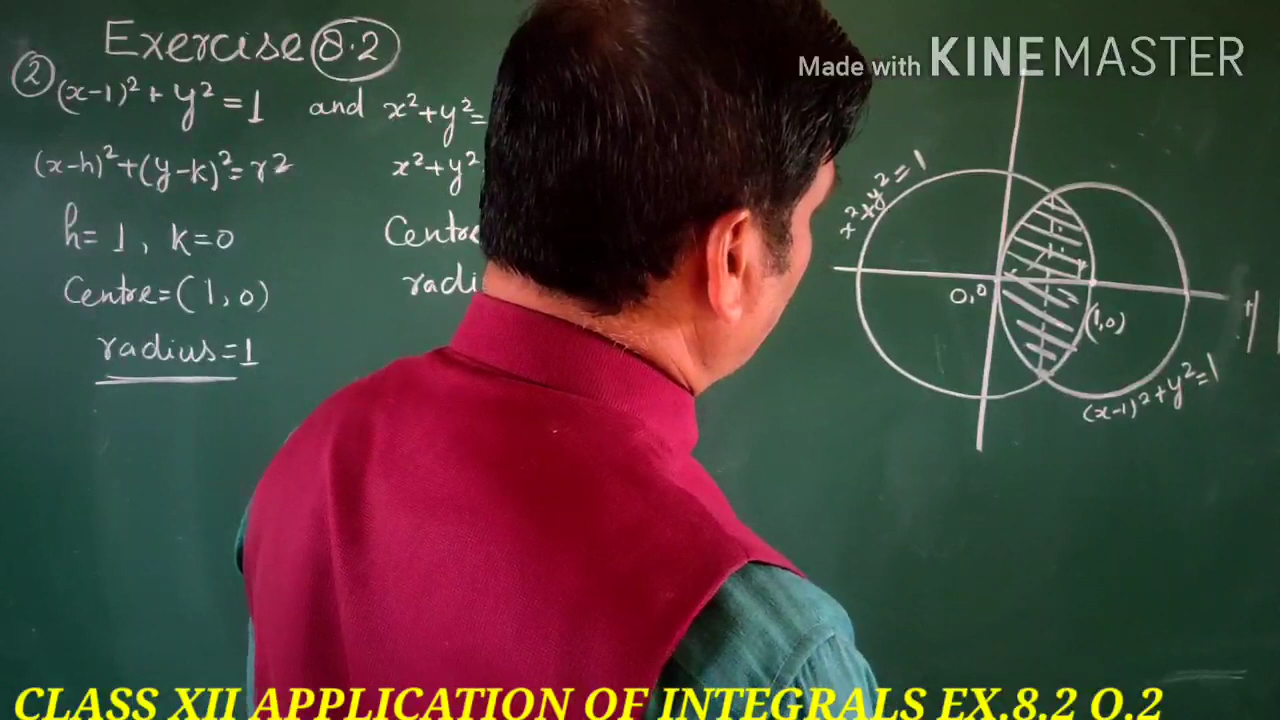 Made with KINEMASTER
Exercise 8.2
② (x-1)² + y² = 1 and x² + y² =
(x-h)² + (y-k)² = r² x² + y²
h = 1, k = 0 Centre
Centre = (1, 0) radi
radius = 1
x² + y² = 1
0,0
(1,0)
(x-1)² + y² = 1
CLASS XII APPLICATION OF INTEGRALS EX.8.2 Q.2